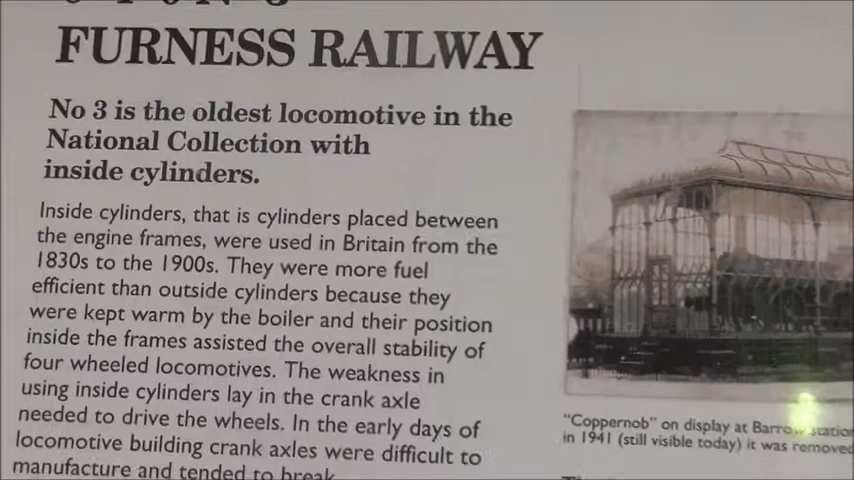 FURNESS RAILWAY
No 3 is the oldest locomotive in the
National Collection with
inside cylinders.
Inside cylinders, that is cylinders placed between
the engine frames, were used in Britain from the
1830s to the 1900s. They were more fuel
efficient than outside cylinders because they
were kept warm by the boiler and their position
inside the frames assisted the overall stability of
four wheeled locomotives. The weakness in
using inside cylinders lay in the crank axle
needed to drive the wheels. In the early days of
locomotive building crank axles were difficult to
manufacture and tended to break.
"Coppernob" on display at Barrow station
in 1941 (still visible today) it was removed